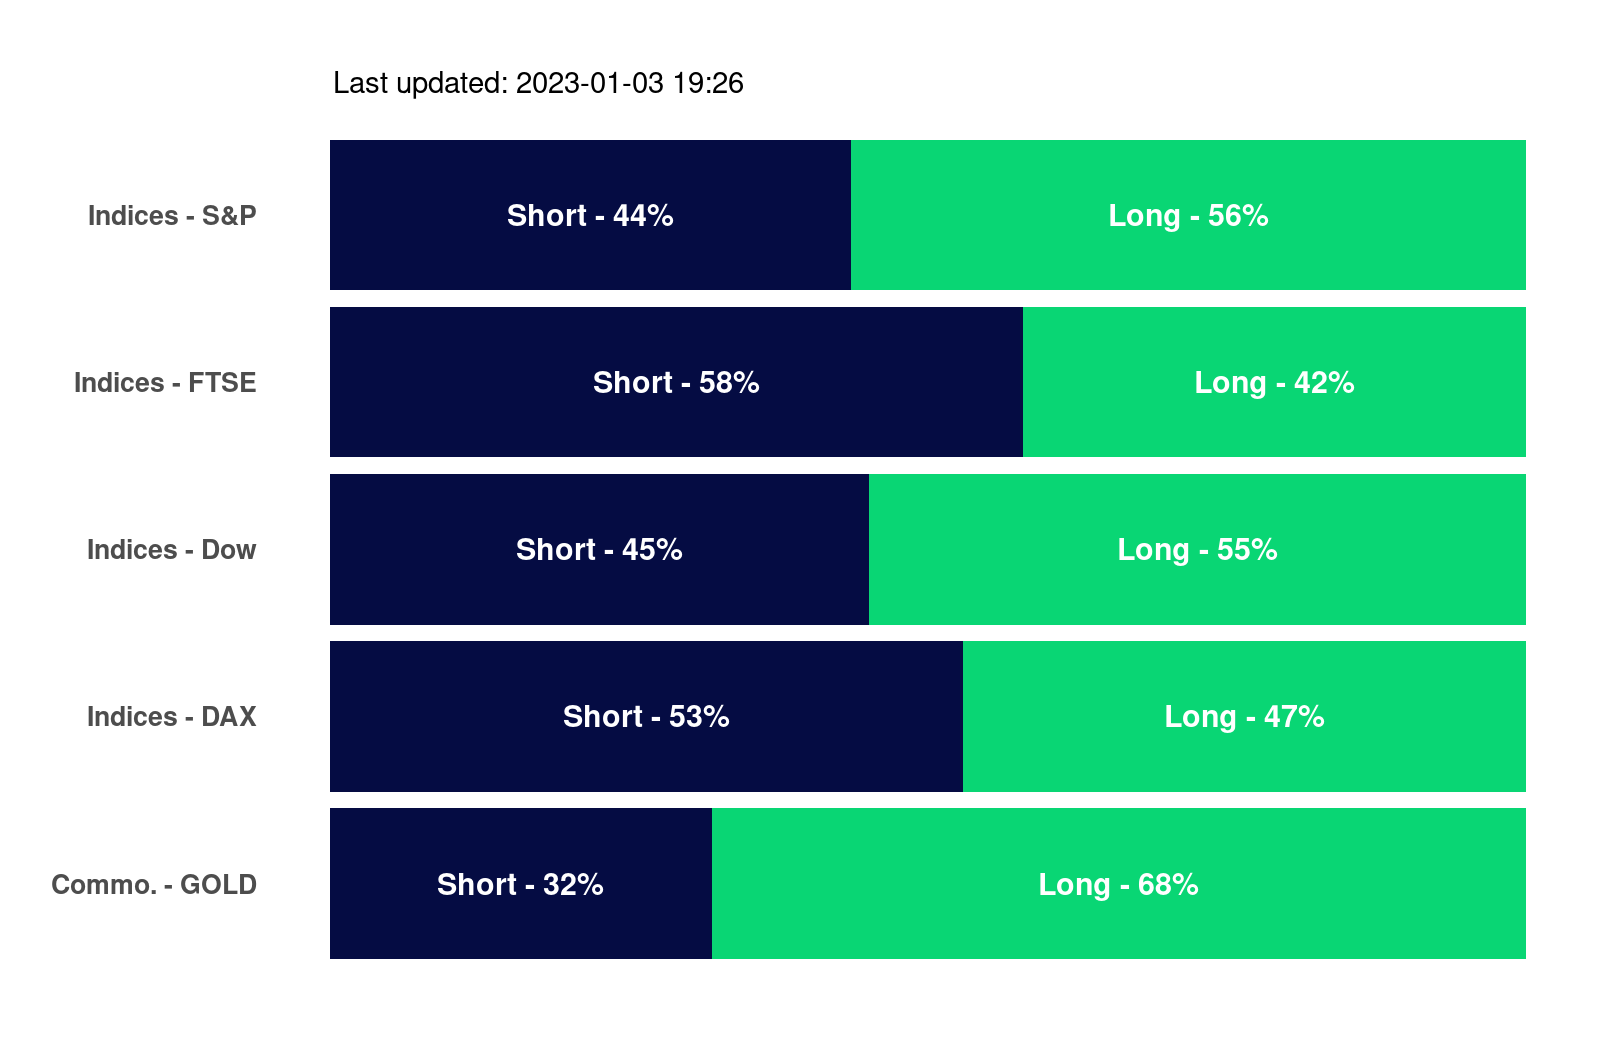 Last updated: 2023-01-03 19:26
Indices - S&P Short - 44% Long - 56%
Indices - FTSE Short - 58% Long - 42%
Indices - Dow Short - 45% Long - 55%
Indices - DAX Short - 53% Long - 47%
Commo. - GOLD Short - 32% Long - 68%